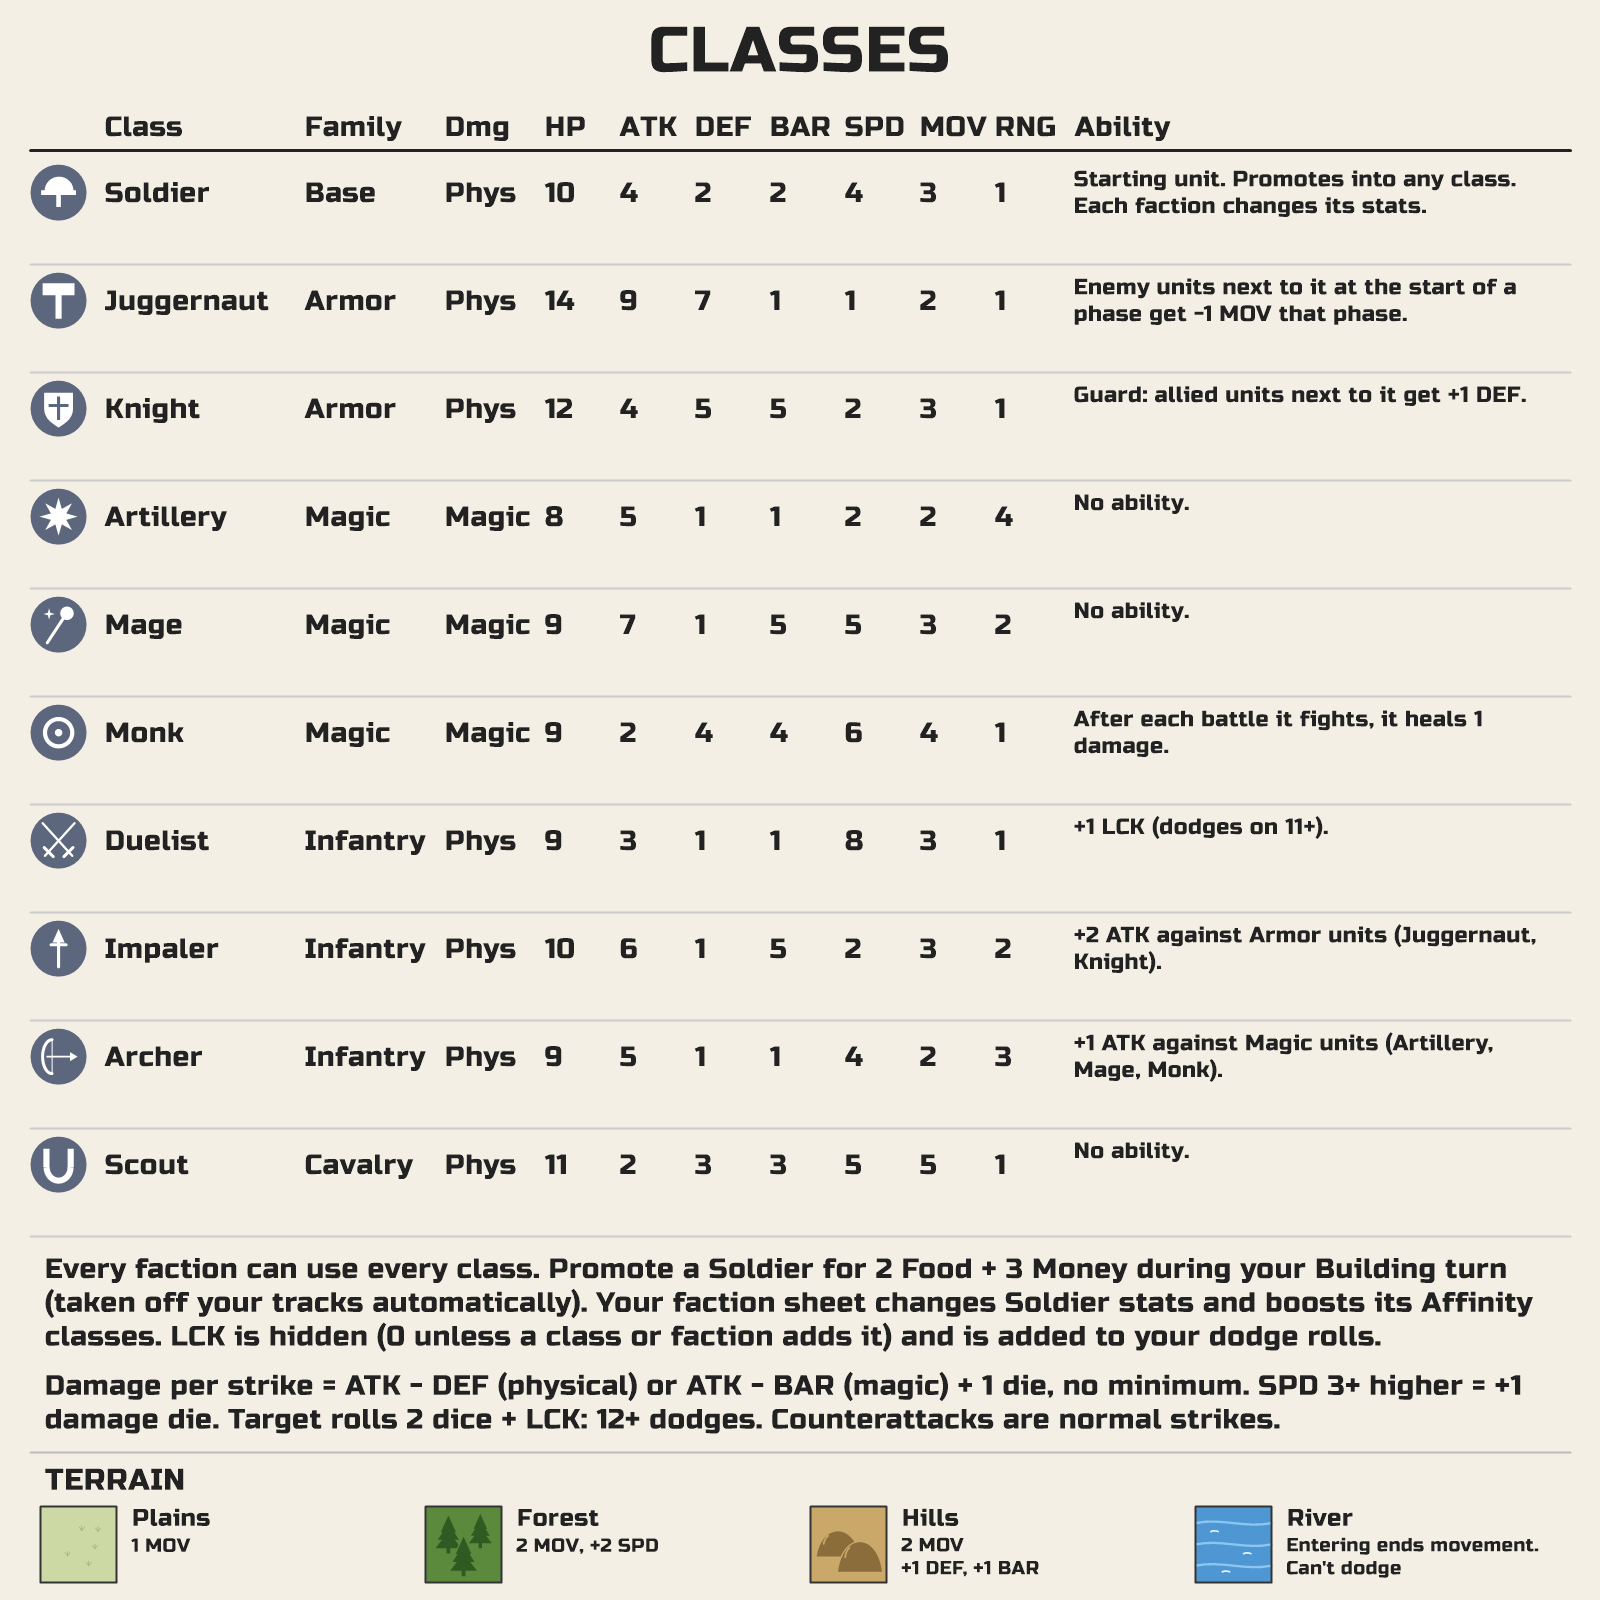 CLASSES
Class Family Dmg HP ATK DEF BAR SPD MOV RNG Ability
Soldier Base Phys 10 4 2 2 4 3 1 Starting unit. Promotes into any class.
Each faction changes its stats.
Juggernaut Armor Phys 14 9 7 1 1 2 1 Enemy units next to it at the start of a
phase get -1 MOV that phase.
Knight Armor Phys 12 4 5 5 2 3 1 Guard: allied units next to it get +1 DEF.
Artillery Magic Magic 8 5 1 1 2 2 4 No ability.
Mage Magic Magic 9 7 1 5 5 3 2 No ability.
Monk Magic Magic 9 2 4 4 6 4 1 After each battle it fights, it heals 1
damage.
Duelist Infantry Phys 9 3 1 1 8 3 1 +1 LCK (dodges on 11+).
Impaler Infantry Phys 10 6 1 5 2 3 2 +2 ATK against Armor units (Juggernaut,
Knight).
Archer Infantry Phys 9 5 1 1 4 2 3 +1 ATK against Magic units (Artillery,
Mage, Monk).
Scout Cavalry Phys 11 2 3 3 5 5 1 No ability.
Every faction can use every class. Promote a Soldier for 2 Food + 3 Money during your Building turn
(taken off your tracks automatically). Your faction sheet changes Soldier stats and boosts its Affinity
classes. LCK is hidden (0 unless a class or faction adds it) and is added to your dodge rolls.
Damage per strike = ATK - DEF (physical) or ATK - BAR (magic) + 1 die, no minimum. SPD 3+ higher = +1
damage die. Target rolls 2 dice + LCK: 12+ dodges. Counterattacks are normal strikes.
TERRAIN
Plains
1 MOV
Forest
2 MOV, +2 SPD
Hills
2 MOV
+1 DEF, +1 BAR
River
Entering ends movement.
Can't dodge